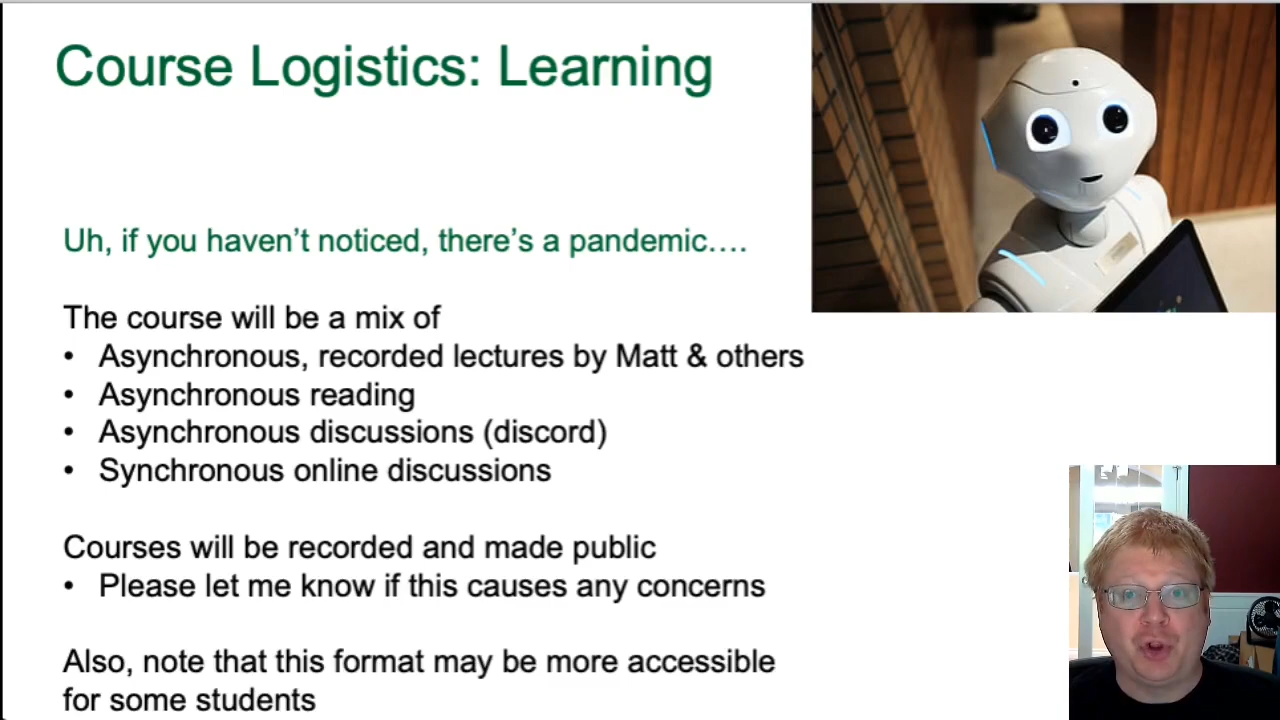 Course Logistics: Learning
Uh, if you haven't noticed, there's a pandemic….
The course will be a mix of
• Asynchronous, recorded lectures by Matt & others
• Asynchronous reading
• Asynchronous discussions (discord)
• Synchronous online discussions
Courses will be recorded and made public
• Please let me know if this causes any concerns
Also, note that this format may be more accessible
for some students